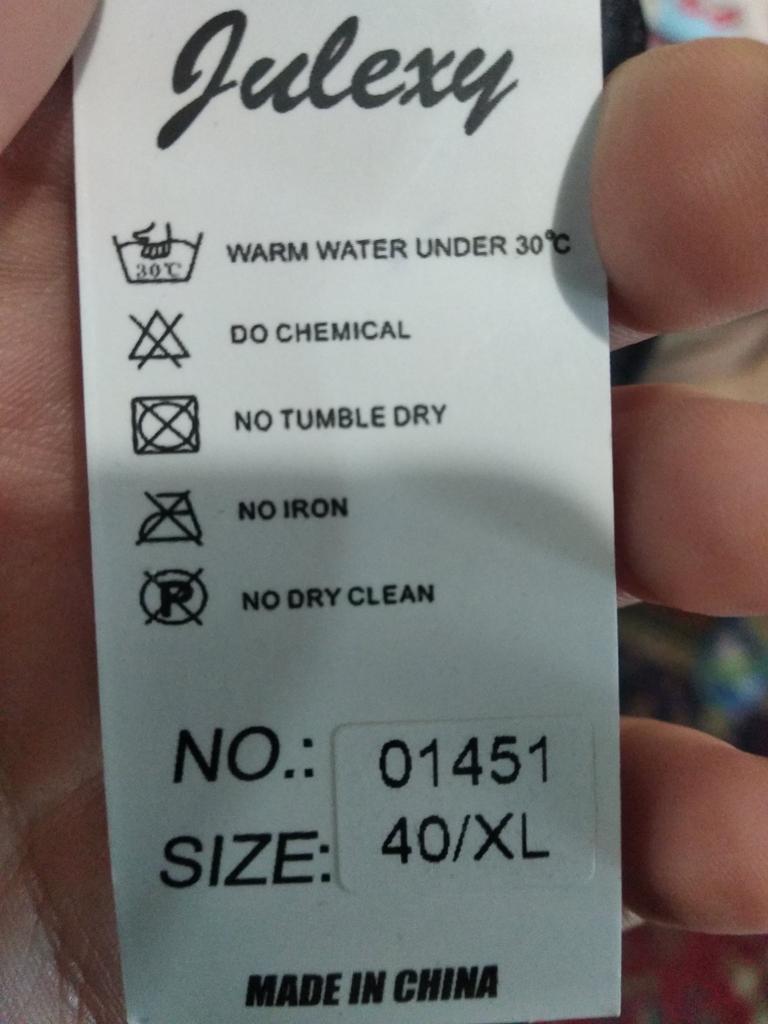 Julexy
30°C WARM WATER UNDER 30°C
DO CHEMICAL
NO TUMBLE DRY
NO IRON
P NO DRY CLEAN
NO.: 01451
SIZE: 40/XL
MADE IN CHINA